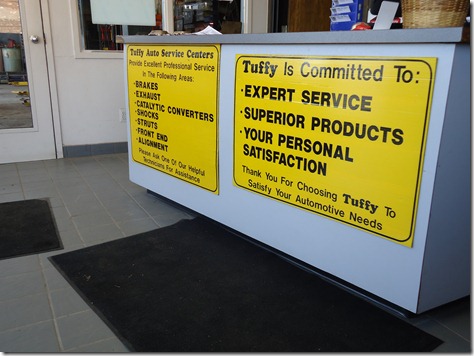 Tuffy Auto Service Centers
Provide Excellent Professional Service
In The Following Areas:
•BRAKES
•EXHAUST
•CATALYTIC CONVERTERS
•SHOCKS
•STRUTS
•FRONT END
•ALIGNMENT
Please Ask One Of Our Helpful
Technicians For Assistance
Tuffy Is Committed To:
•EXPERT SERVICE
•SUPERIOR PRODUCTS
•YOUR PERSONAL
SATISFACTION
Thank You For Choosing Tuffy To
Satisfy Your Automotive Needs